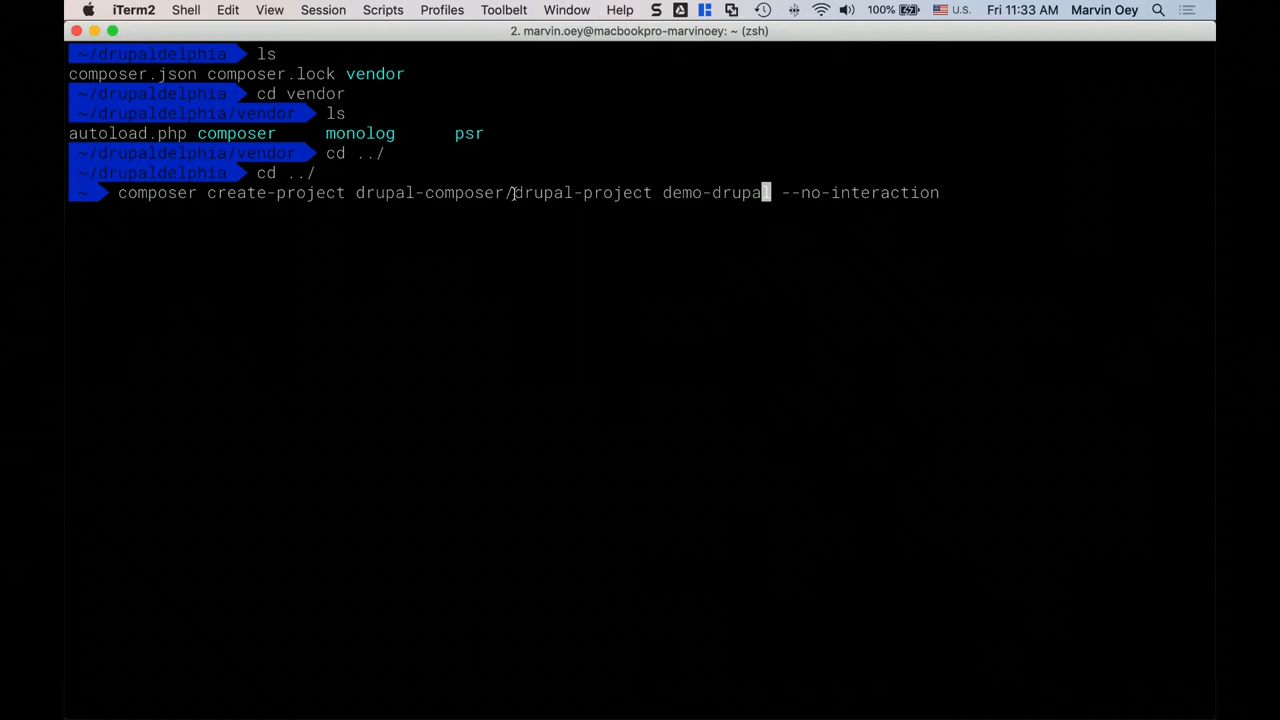 iTerm2 Shell Edit View Session Scripts Profiles Toolbelt Window Help S 100% U.S. Fri 11:33 AM Marvin Oey
2. marvin.oey@macbookpro-marvinoey: ~ (zsh)
~/drupaldelphia ls
composer.json composer.lock vendor
~/drupaldelphia cd vendor
~/drupaldelphia/vendor ls
autoload.php composer monolog psr
~/drupaldelphia/vendor cd ../
~/drupaldelphia cd ../
~ composer create-project drupal-composer/drupal-project demo-drupal --no-interaction